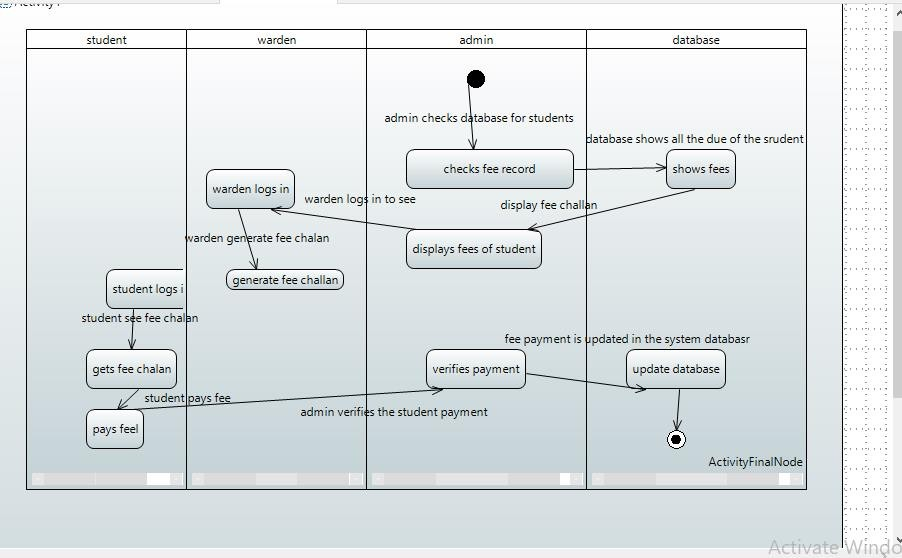 student
warden
admin
database
admin checks database for students
database shows all the due of the srudent
checks fee record
shows fees
warden logs in
warden logs in to see
display fee challan
warden generate fee chalan
displays fees of student
generate fee challan
student logs i
student see fee chalan
fee payment is updated in the system databasr
gets fee chalan
verifies payment
update database
student pays fee
admin verifies the student payment
pays feel
ActivityFinalNode
Activate Windo